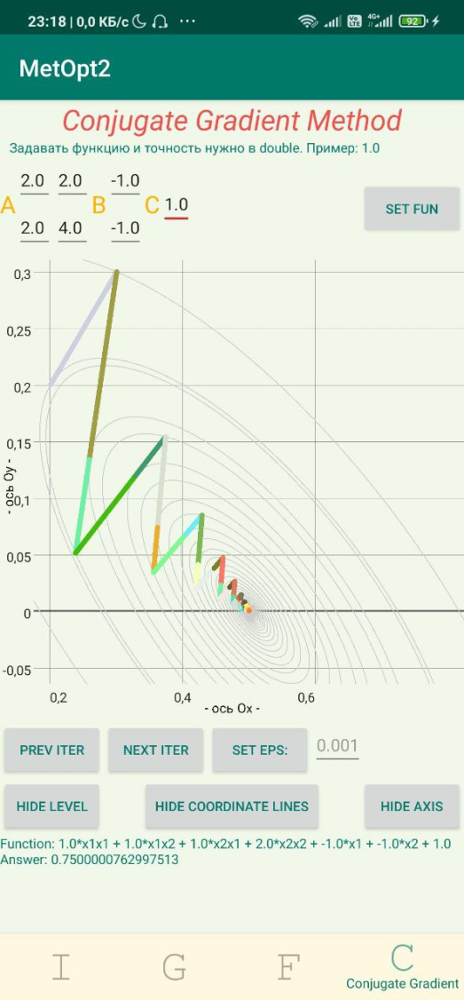 23:18 | 0,0 КБ/с ... VO LTE 4G+ 92
MetOpt2
Conjugate Gradient Method
Задавать функцию и точность нужно в double. Пример: 1.0
2.0 2.0 -1.0
A B C 1.0 SET FUN
2.0 4.0 -1.0
0,3
0,25
0,2
0,15
- ось Oy -
0,1
0,05
0
-0,05
0,2 0,4 0,6
- ось Ox -
PREV ITER NEXT ITER SET EPS: 0.001
HIDE LEVEL HIDE COORDINATE LINES HIDE AXIS
Function: 1.0*x1x1 + 1.0*x1x2 + 1.0*x2x1 + 2.0*x2x2 + -1.0*x1 + -1.0*x2 + 1.0
Answer: 0.7500000762997513
I G F C
Conjugate Gradient